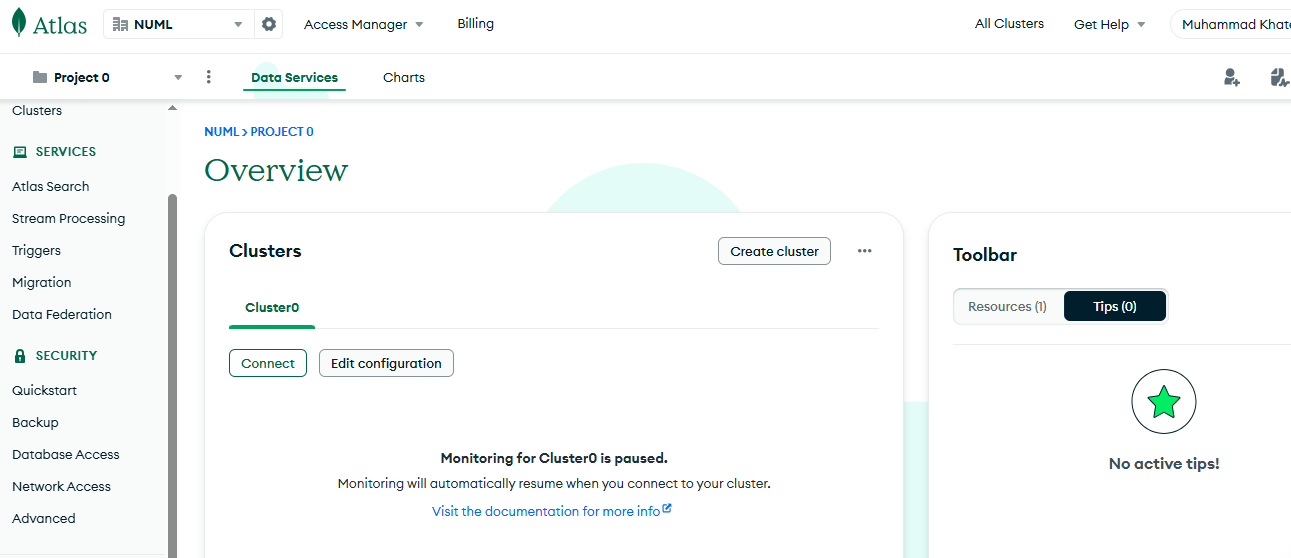 Atlas
NUML
Access Manager
Billing
All Clusters
Get Help
Muhammad
Project 0
Data Services
Charts
Clusters
SERVICES
Atlas Search
Stream Processing
Triggers
Migration
Data Federation
SECURITY
Quickstart
Backup
Database Access
Network Access
Advanced
NUML > PROJECT 0
Overview
Clusters
Create cluster
Cluster0
Connect
Edit configuration
Monitoring for Cluster0 is paused.
Monitoring will automatically resume when you connect to your cluster.
Visit the documentation for more info
Toolbar
Resources (1)
Tips (0)
No active tips!